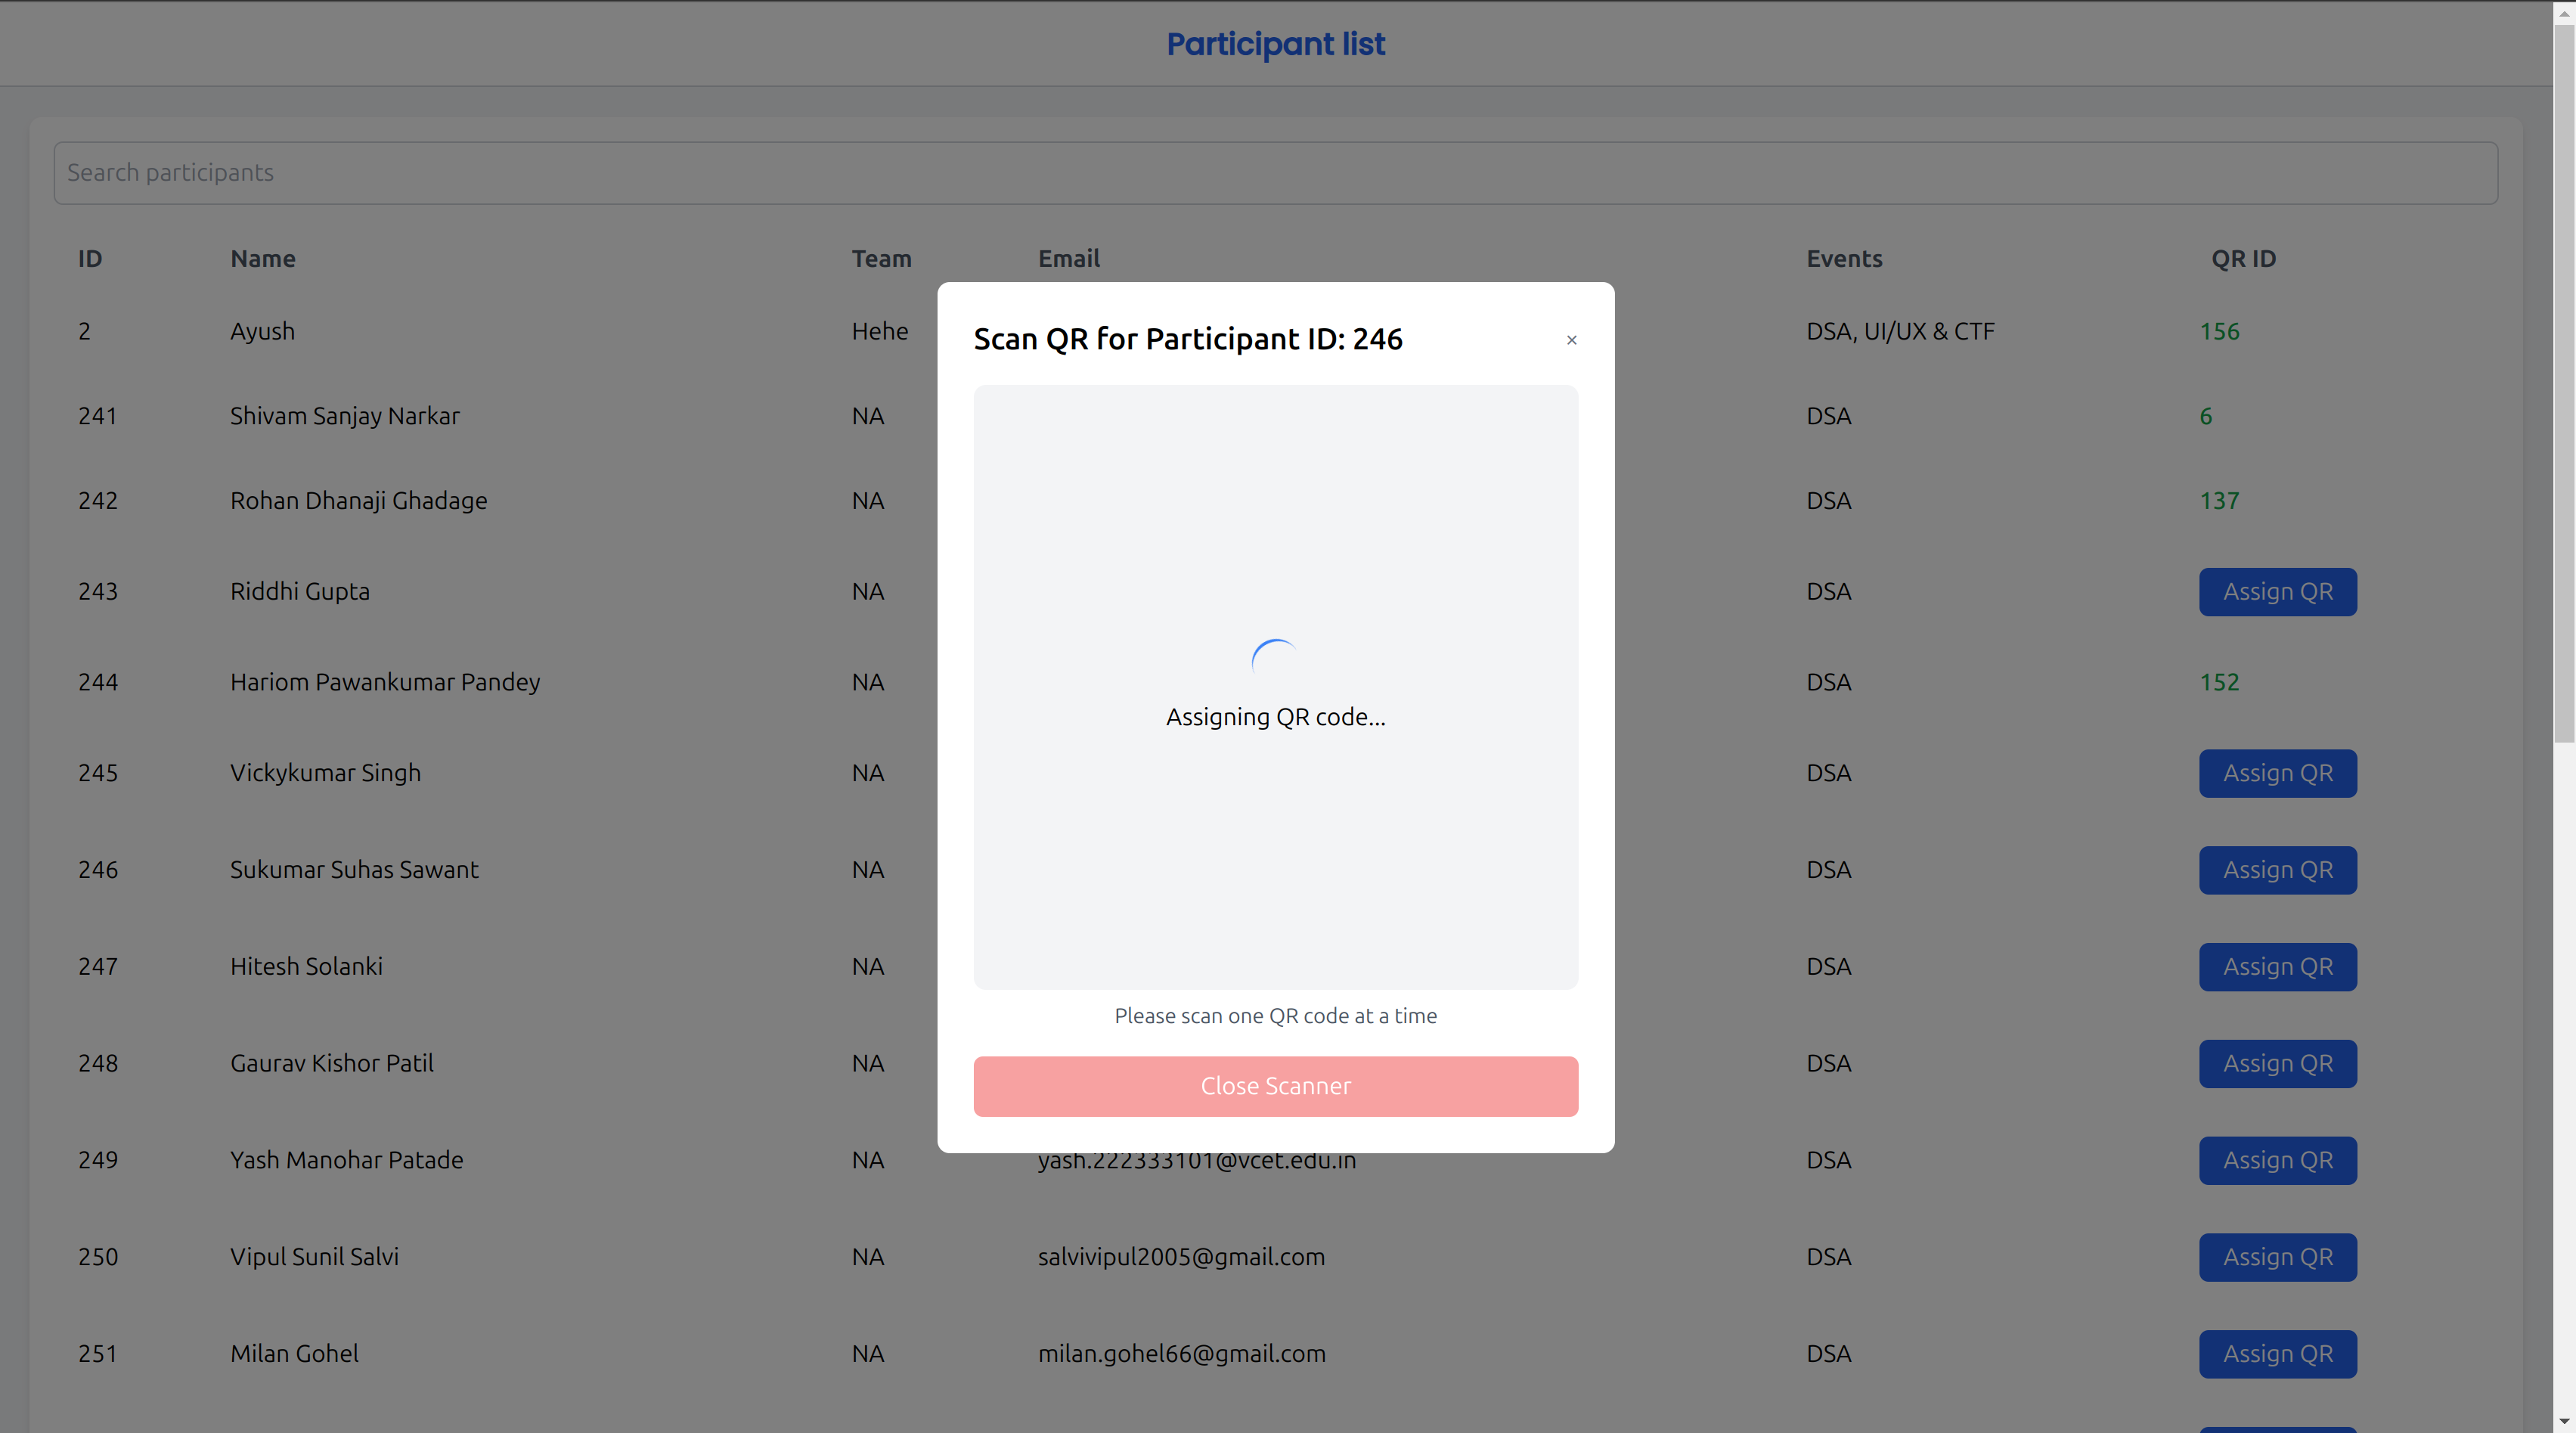 Participant list
Search participants
ID Name Team Email Events QR ID
2 Ayush Hehe DSA, UI/UX & CTF 156
241 Shivam Sanjay Narkar NA DSA 6
242 Rohan Dhanaji Ghadage NA DSA 137
243 Riddhi Gupta NA DSA Assign QR
244 Hariom Pawankumar Pandey NA DSA 152
245 Vickykumar Singh NA DSA Assign QR
246 Sukumar Suhas Sawant NA DSA Assign QR
247 Hitesh Solanki NA DSA Assign QR
248 Gaurav Kishor Patil NA DSA Assign QR
249 Yash Manohar Patade NA yash.222333101@vcet.edu.in DSA Assign QR
250 Vipul Sunil Salvi NA salvivipul2005@gmail.com DSA Assign QR
251 Milan Gohel NA milan.gohel66@gmail.com DSA Assign QR
Scan QR for Participant ID: 246 ×
Assigning QR code...
Please scan one QR code at a time
Close Scanner